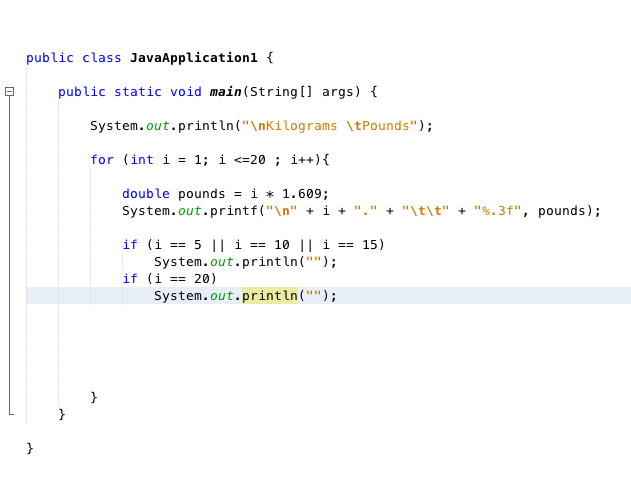 public class JavaApplication1 {
public static void main(String[] args) {
System.out.println("\nKilograms \tPounds");
for (int i = 1; i <=20 ; i++){
double pounds = i * 1.609;
System.out.printf("\n" + i + "." + "\t\t" + "%.3f", pounds);
if (i == 5 || i == 10 || i == 15)
System.out.println("");
if (i == 20)
System.out.println("");
}
}
}